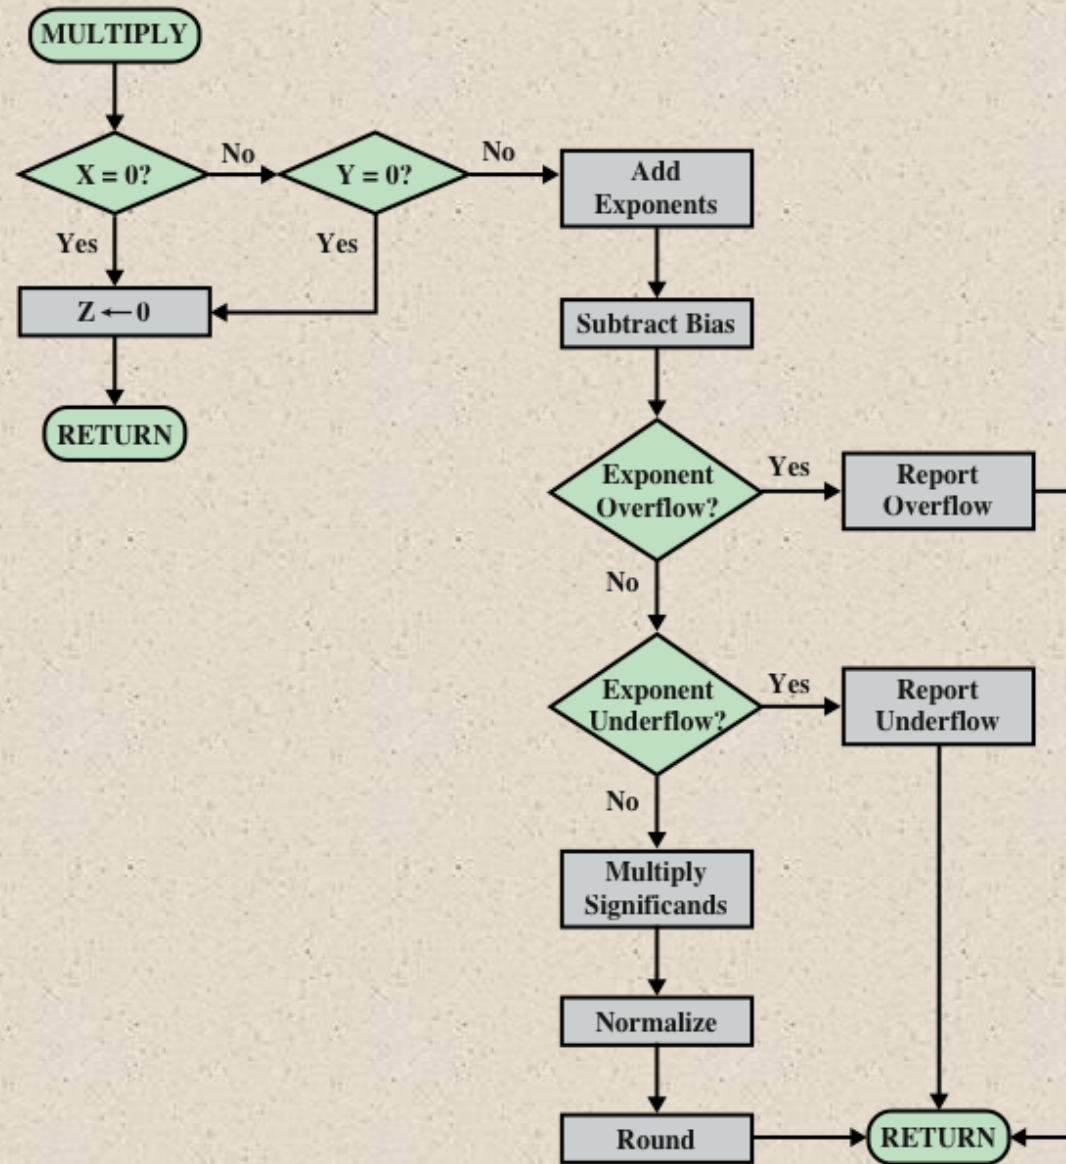 MULTIPLY
X = 0?
No
Y = 0?
No
Add
Exponents
Yes
Yes
Z ← 0
Subtract Bias
RETURN
Exponent
Overflow?
Yes
Report
Overflow
No
Exponent
Underflow?
Yes
Report
Underflow
No
Multiply
Significands
Normalize
Round
RETURN